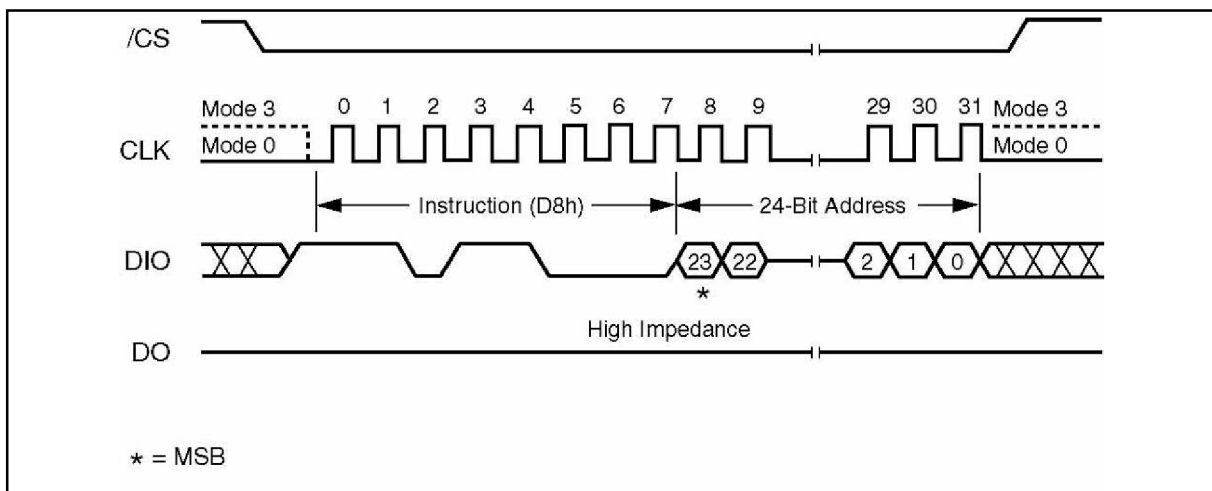 /CS
Mode 3 0 1 2 3 4 5 6 7 8 9 29 30 31 Mode 3
CLK Mode 0 Mode 0
Instruction (D8h) 24-Bit Address
DIO 23 22 2 1 0
*
High Impedance
DO
* = MSB